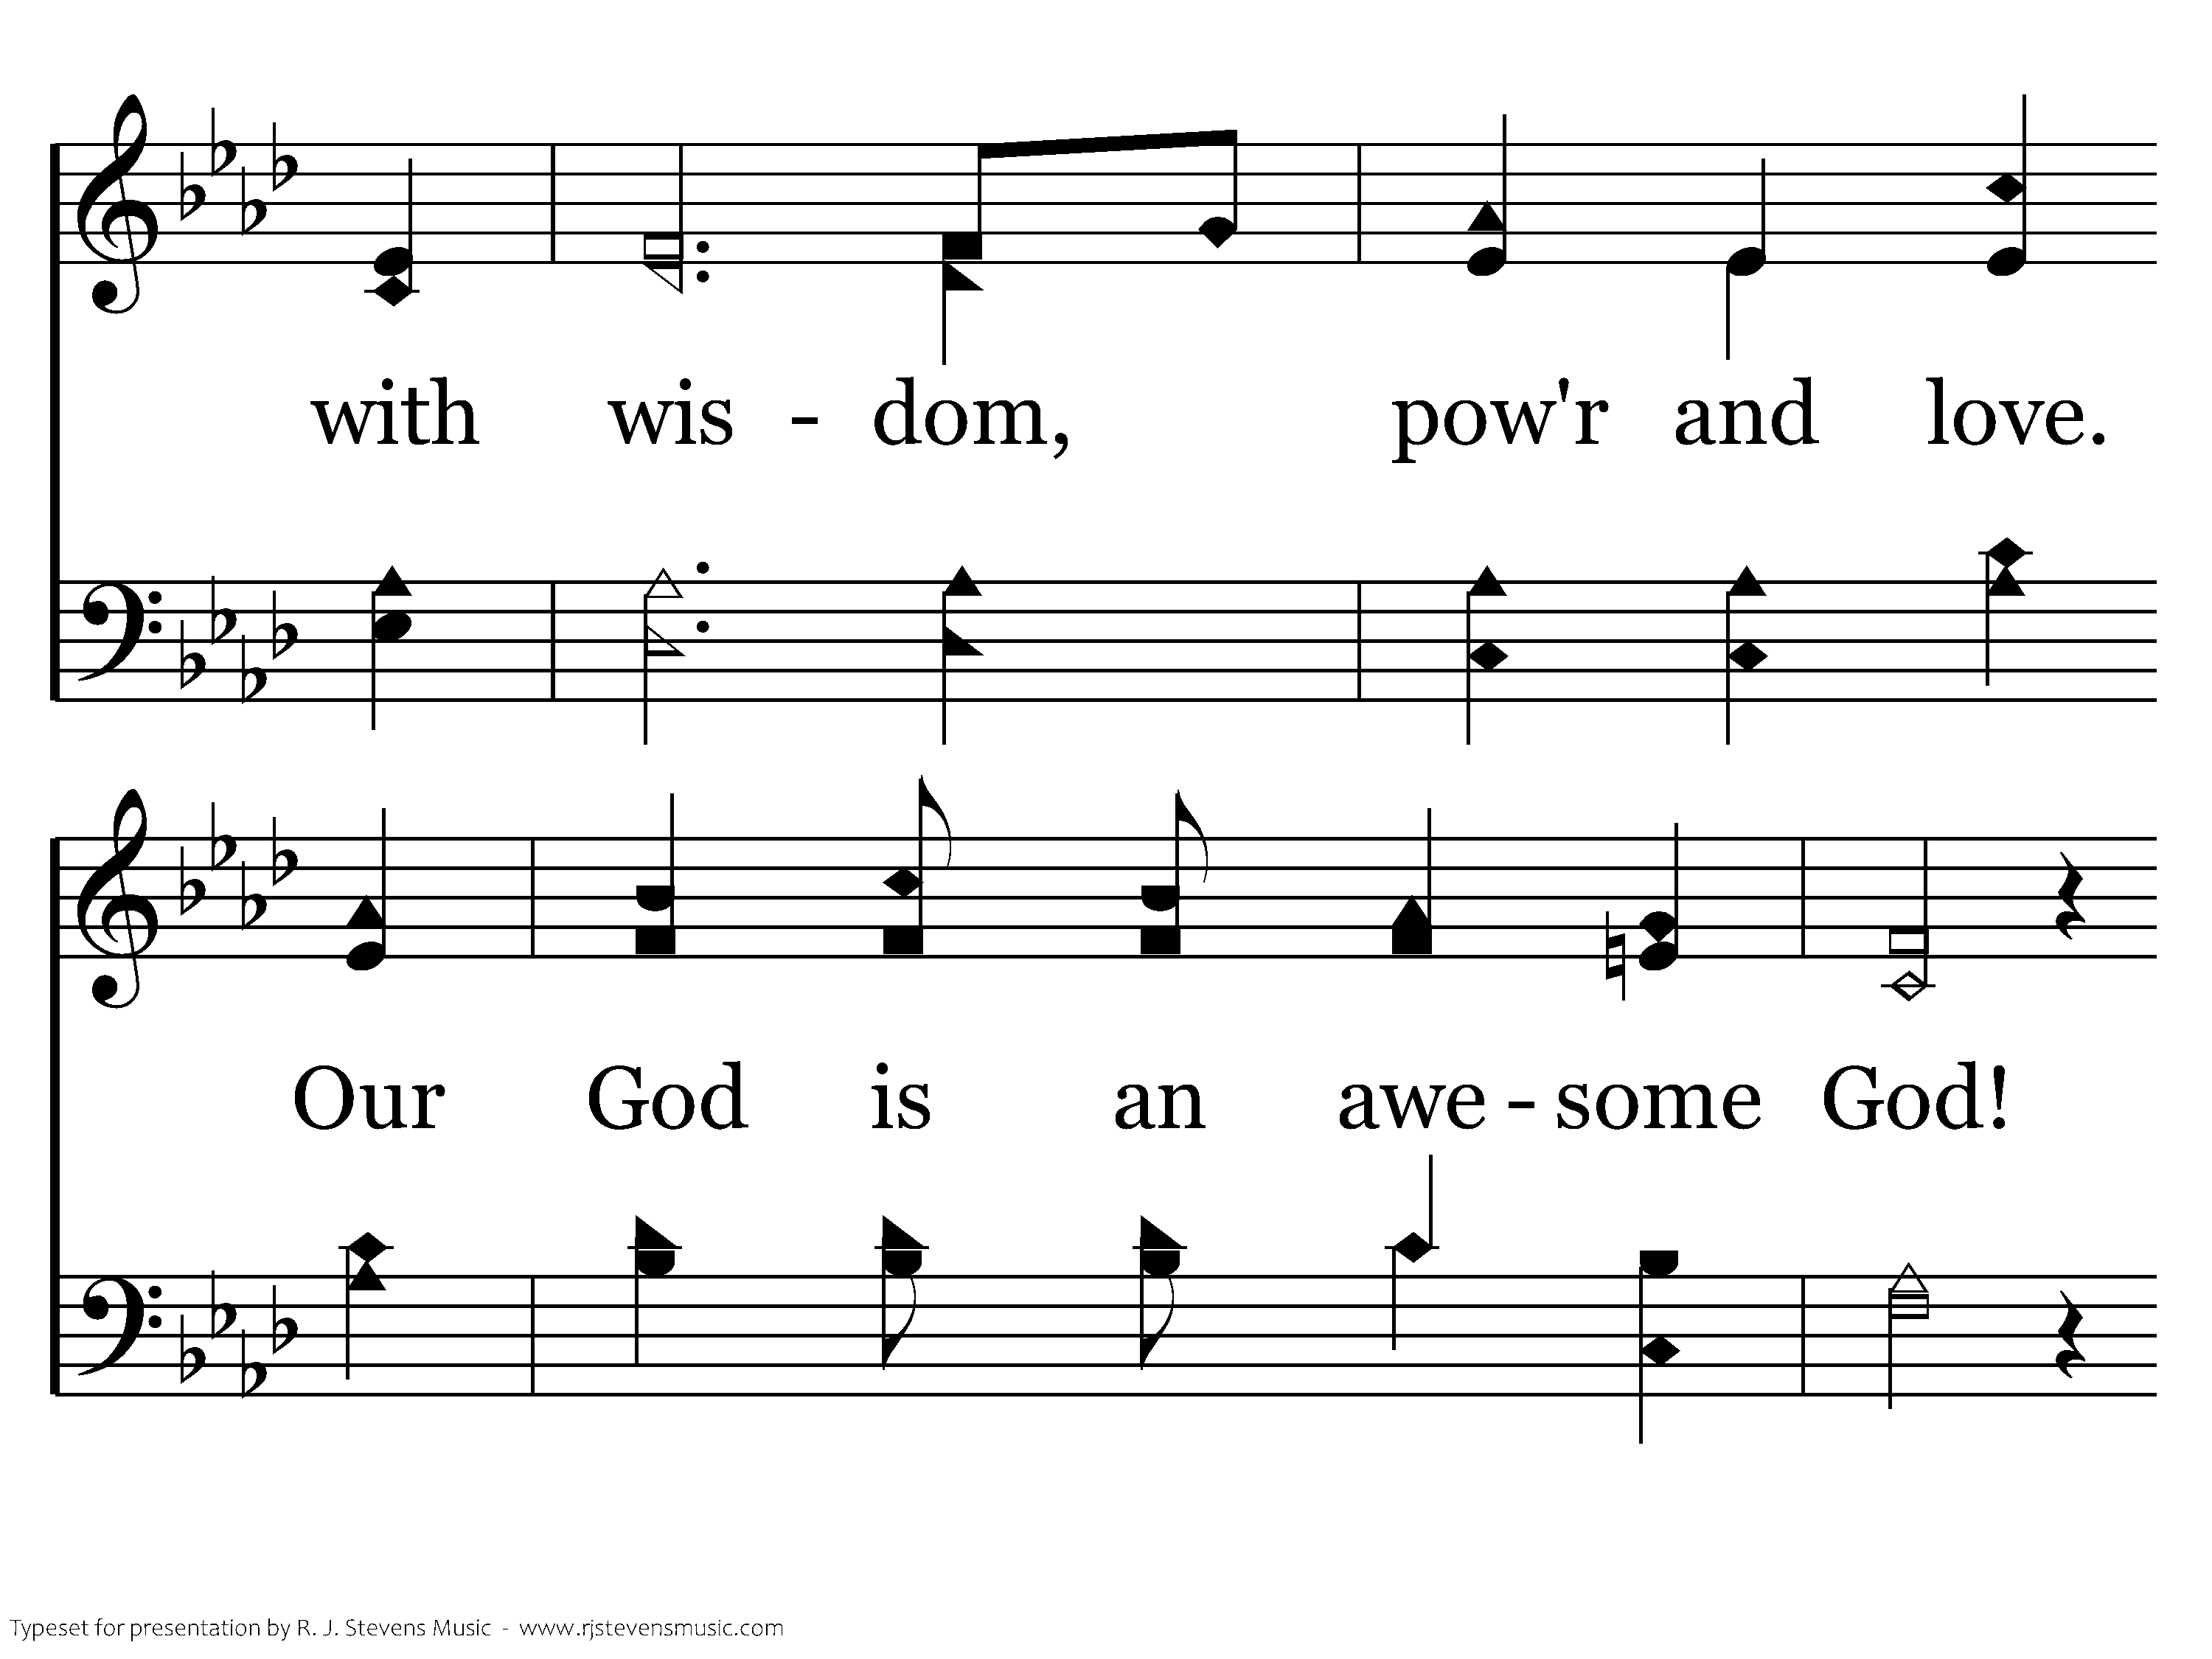 with wis - dom, pow'r and love.
Our God is an awe - some God!
Typeset for presentation by R. J. Stevens Music - www.rjstevensmusic.com